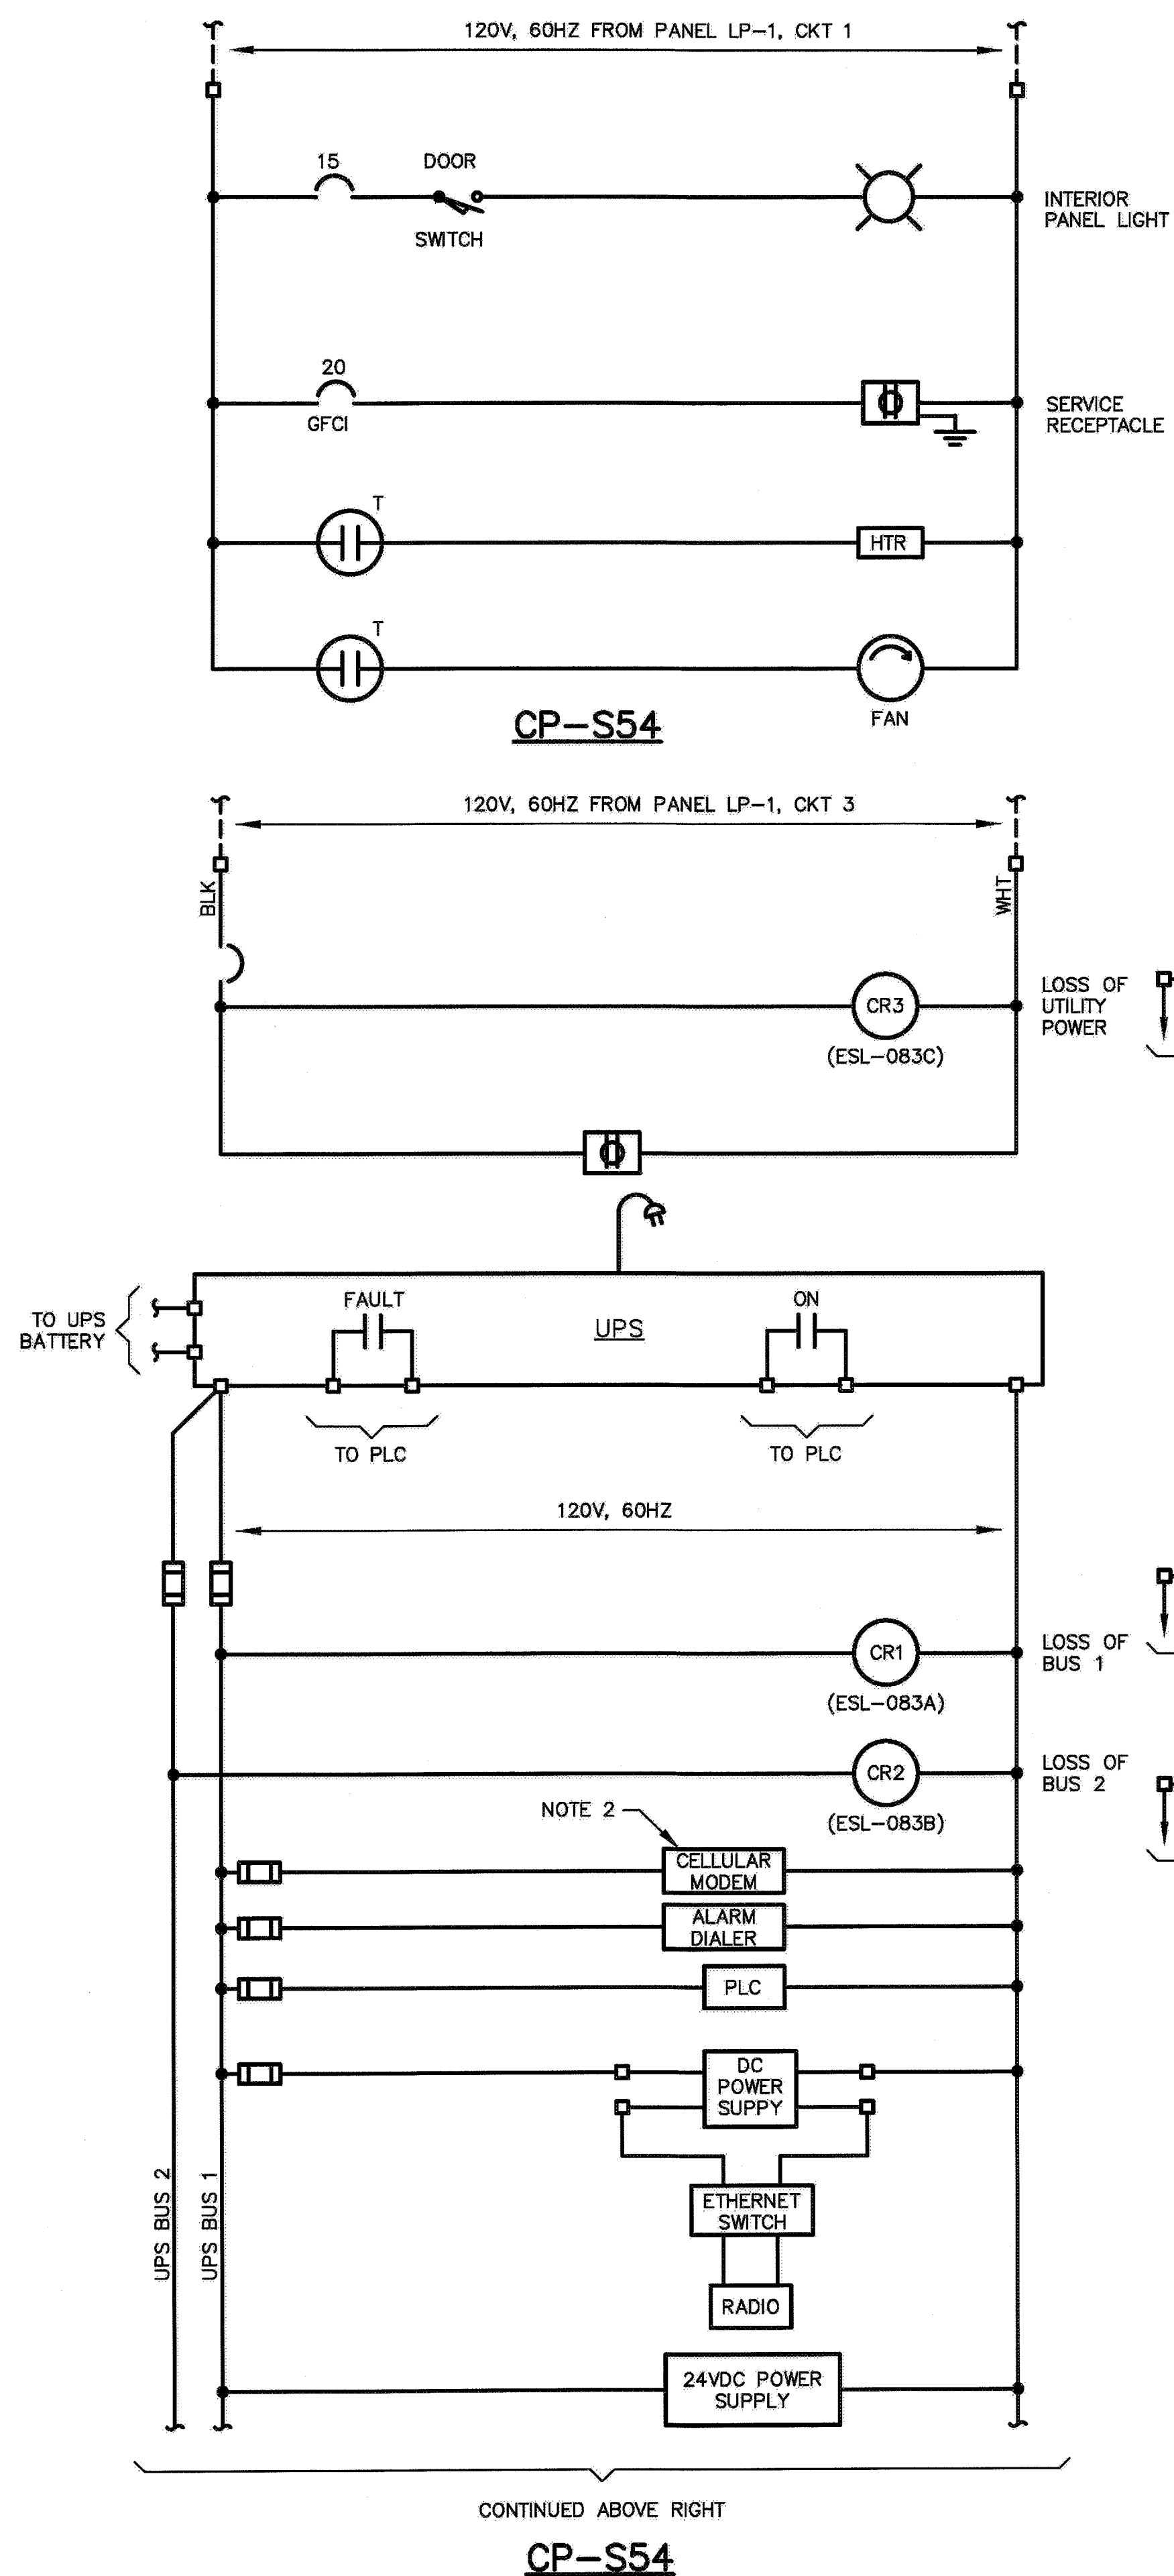 120V, 60HZ FROM PANEL LP-1, CKT 1
15
DOOR
SWITCH
INTERIOR
PANEL LIGHT
20
GFCI
SERVICE
RECEPTACLE
T
HTR
T
FAN
CP-S54
120V, 60HZ FROM PANEL LP-1, CKT 3
BLK
WHT
CR3
(ESL-083C)
LOSS OF
UTILITY
POWER
TO UPS
BATTERY
FAULT
UPS
ON
TO PLC
TO PLC
120V, 60HZ
CR1
(ESL-083A)
LOSS OF
BUS 1
CR2
(ESL-083B)
LOSS OF
BUS 2
NOTE 2
CELLULAR
MODEM
ALARM
DIALER
PLC
DC
POWER
SUPPY
UPS BUS 2
UPS BUS 1
ETHERNET
SWITCH
RADIO
24VDC POWER
SUPPLY
CONTINUED ABOVE RIGHT
CP-S54